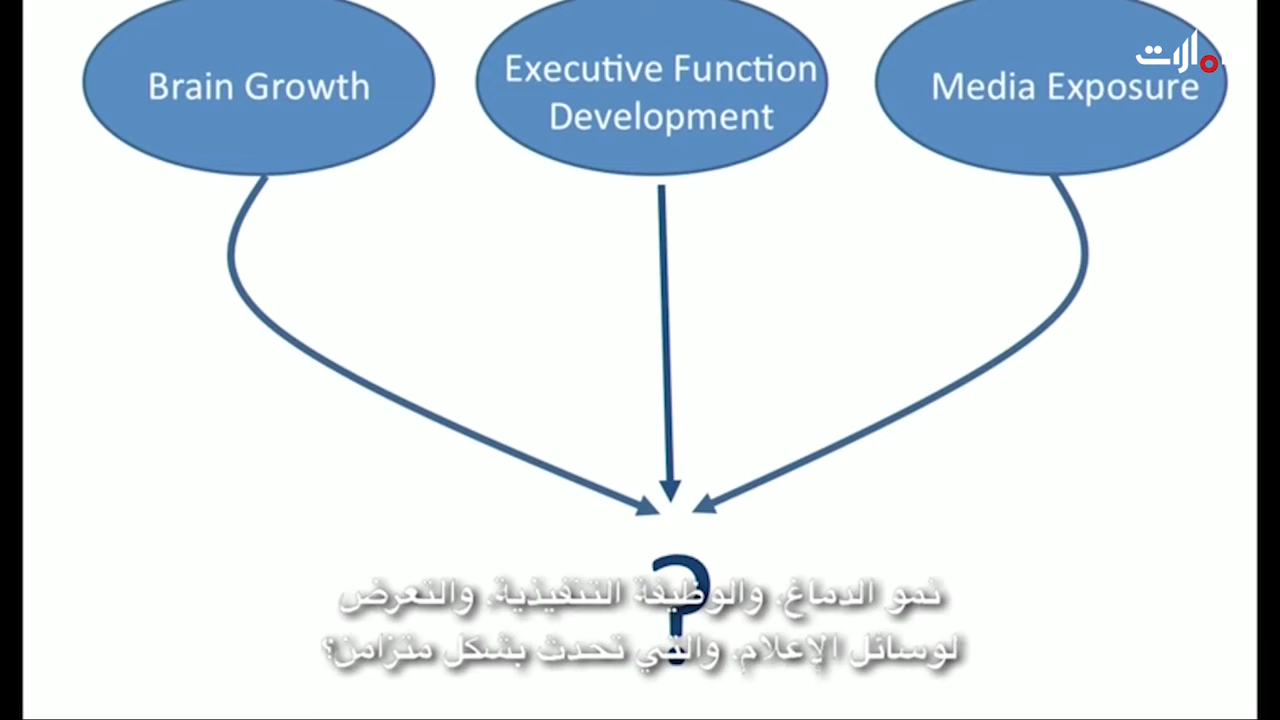 Brain Growth
Executive Function
Development
Media Exposure
?
نمو الدماغ، والوظيفة التنفيذية، والتعرض
لوسائل الإعلام، والتي تحدث بشكل متزامن؟